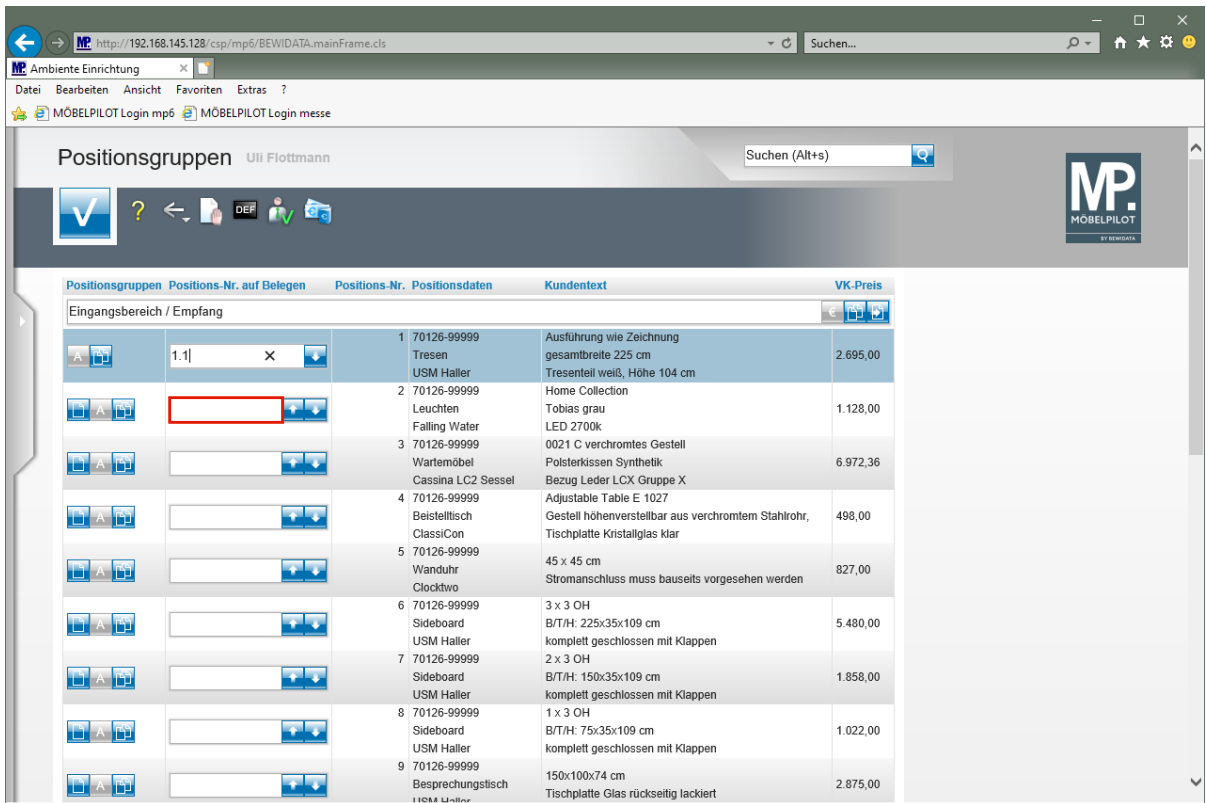 http://192.168.145.128/csp/mp6/BEWIDATA.mainFrame.cls
Suchen...
Ambiente Einrichtung
Datei Bearbeiten Ansicht Favoriten Extras ?
MÖBELPILOT Login mp6 MÖBELPILOT Login messe
Positionsgruppen Uli Flottmann
Suchen (Alt+s)
MP.
MÖBELPILOT
BY BEWIDATA
? DEF
Positionsgruppen Positions-Nr. auf Belegen Positions-Nr. Positionsdaten Kundentext VK-Preis
Eingangsbereich / Empfang €
1 70126-99999 Ausführung wie Zeichnung
A 1.1 Tresen gesamtbreite 225 cm 2.695,00
USM Haller Tresenteil weiß, Höhe 104 cm
2 70126-99999 Home Collection
A Leuchten Tobias grau 1.128,00
Falling Water LED 2700k
3 70126-99999 0021 C verchromtes Gestell
A Wartemöbel Polsterkissen Synthetik 6.972,36
Cassina LC2 Sessel Bezug Leder LCX Gruppe X
4 70126-99999 Adjustable Table E 1027
A Beistelltisch Gestell höhenverstellbar aus verchromtem Stahlrohr, 498,00
ClassiCon Tischplatte Kristallglas klar
5 70126-99999 45 x 45 cm
A Wanduhr Stromanschluss muss bauseits vorgesehen werden 827,00
Clocktwo
6 70126-99999 3 x 3 OH
A Sideboard B/T/H: 225x35x109 cm 5.480,00
USM Haller komplett geschlossen mit Klappen
7 70126-99999 2 x 3 OH
A Sideboard B/T/H: 150x35x109 cm 1.858,00
USM Haller komplett geschlossen mit Klappen
8 70126-99999 1 x 3 OH
A Sideboard B/T/H: 75x35x109 cm 1.022,00
USM Haller komplett geschlossen mit Klappen
9 70126-99999 150x100x74 cm
A Besprechungstisch Tischplatte Glas rückseitig lackiert 2.875,00
USM Haller